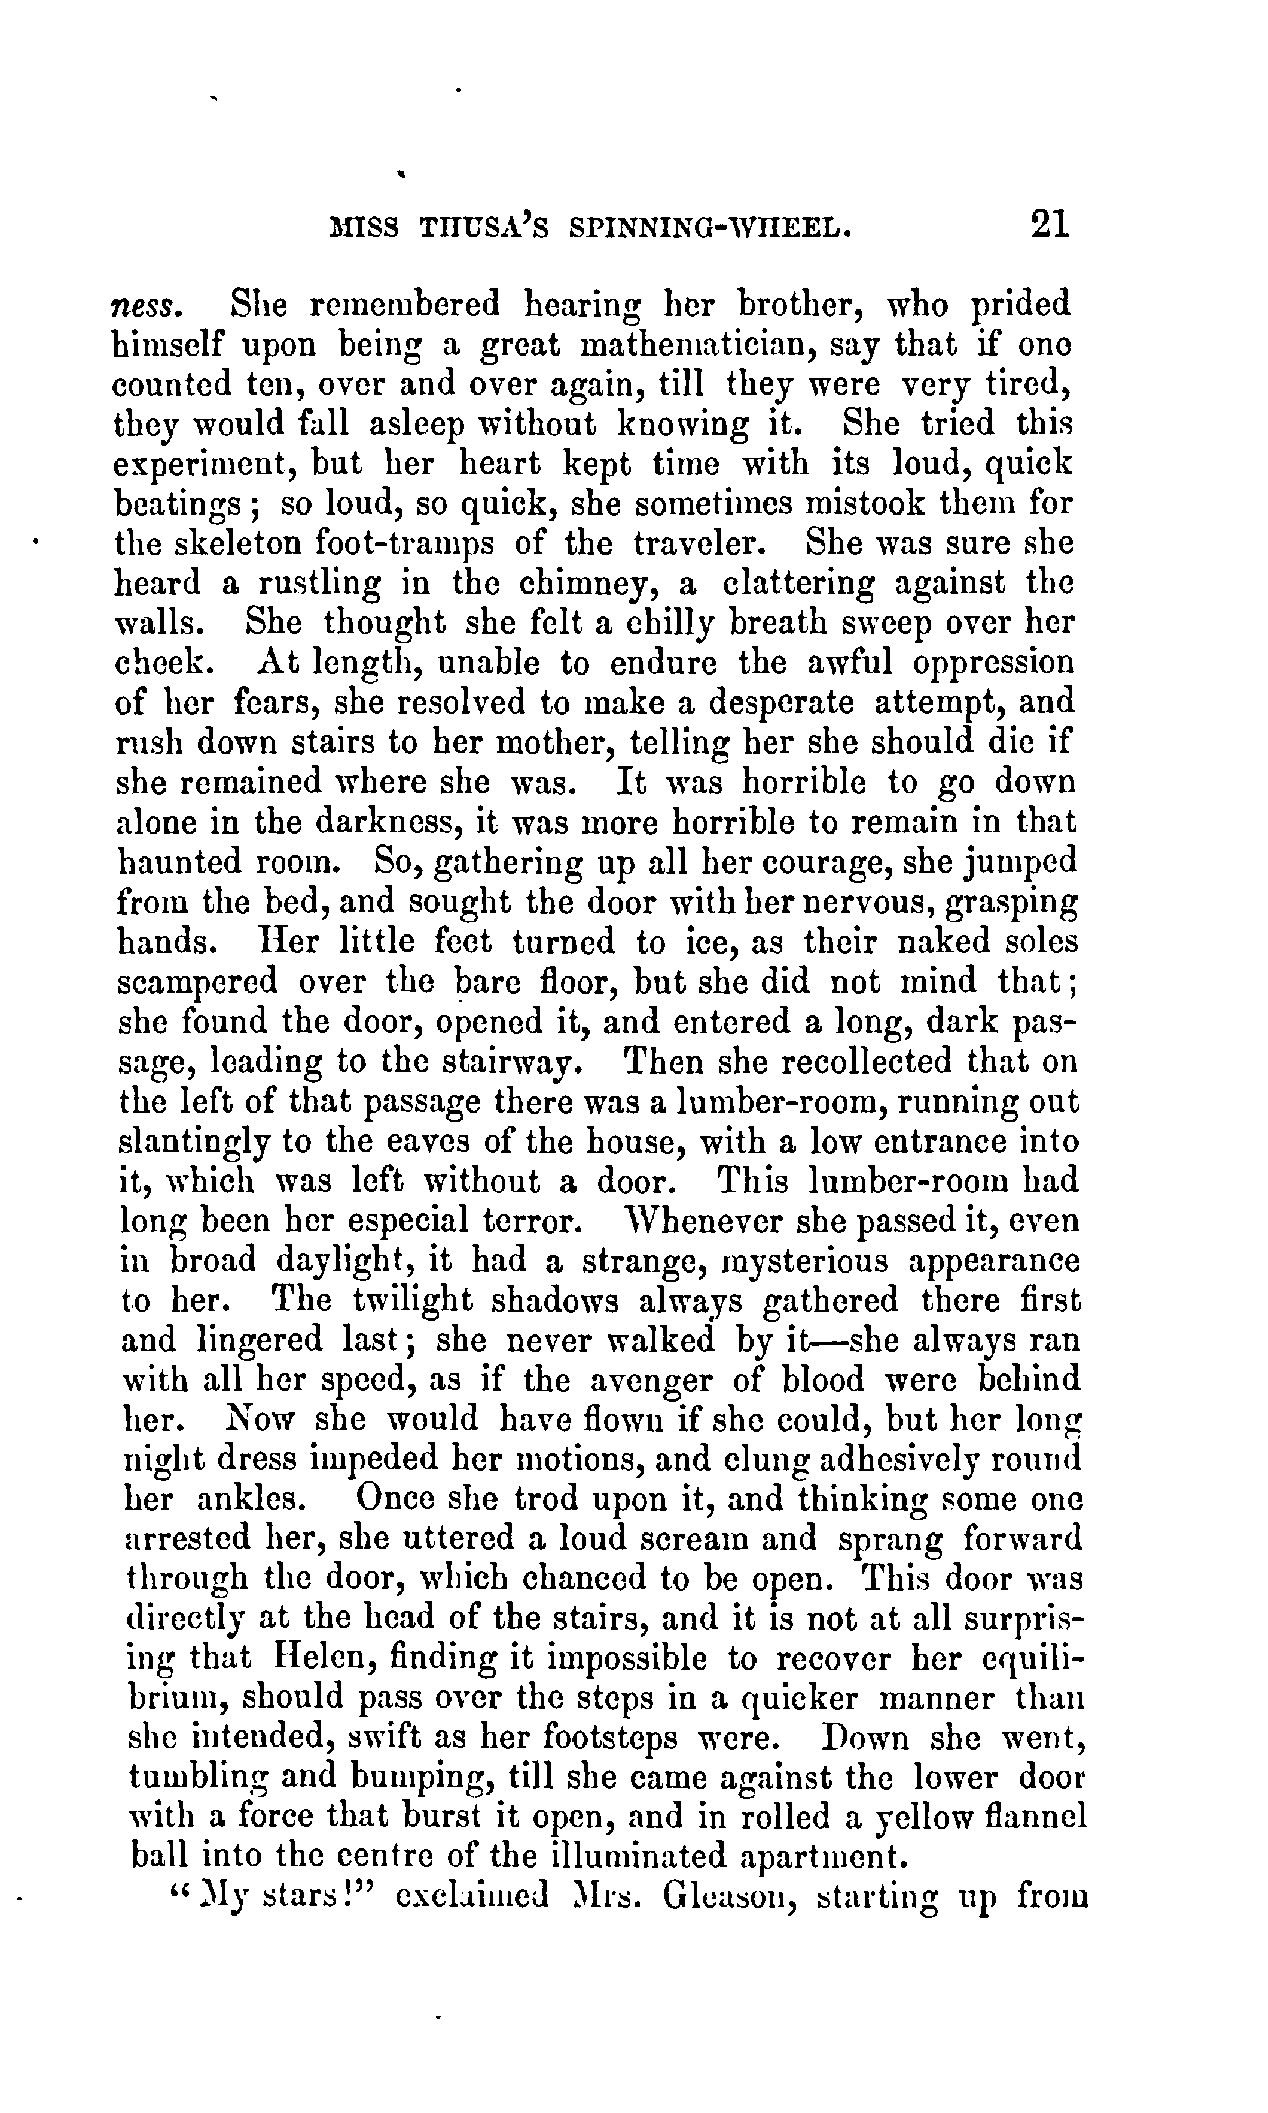 MISS THUSA'S SPINNING-WHEEL. 21
ness. She remembered hearing her brother, who prided
himself upon being a great mathematician, say that if one
counted ten, over and over again, till they were very tired,
they would fall asleep without knowing it. She tried this
experiment, but her heart kept time with its loud, quick
beatings; so loud, so quick, she sometimes mistook them for
the skeleton foot-tramps of the traveler. She was sure she
heard a rustling in the chimney, a clattering against the
walls. She thought she felt a chilly breath sweep over her
cheek. At length, unable to endure the awful oppression
of her fears, she resolved to make a desperate attempt, and
rush down stairs to her mother, telling her she should die if
she remained where she was. It was horrible to go down
alone in the darkness, it was more horrible to remain in that
haunted room. So, gathering up all her courage, she jumped
from the bed, and sought the door with her nervous, grasping
hands. Her little feet turned to ice, as their naked soles
scampered over the bare floor, but she did not mind that;
she found the door, opened it, and entered a long, dark pas-
sage, leading to the stairway. Then she recollected that on
the left of that passage there was a lumber-room, running out
slantingly to the eaves of the house, with a low entrance into
it, which was left without a door. This lumber-room had
long been her especial terror. Whenever she passed it, even
in broad daylight, it had a strange, mysterious appearance
to her. The twilight shadows always gathered there first
and lingered last; she never walked by it—she always ran
with all her speed, as if the avenger of blood were behind
her. Now she would have flown if she could, but her long
night dress impeded her motions, and clung adhesively round
her ankles. Once she trod upon it, and thinking some one
arrested her, she uttered a loud scream and sprang forward
through the door, which chanced to be open. This door was
directly at the head of the stairs, and it is not at all surpris-
ing that Helen, finding it impossible to recover her equili-
brium, should pass over the steps in a quicker manner than
she intended, swift as her footsteps were. Down she went,
tumbling and bumping, till she came against the lower door
with a force that burst it open, and in rolled a yellow flannel
ball into the centre of the illuminated apartment.
"My stars!" exclaimed Mrs. Gleason, starting up from